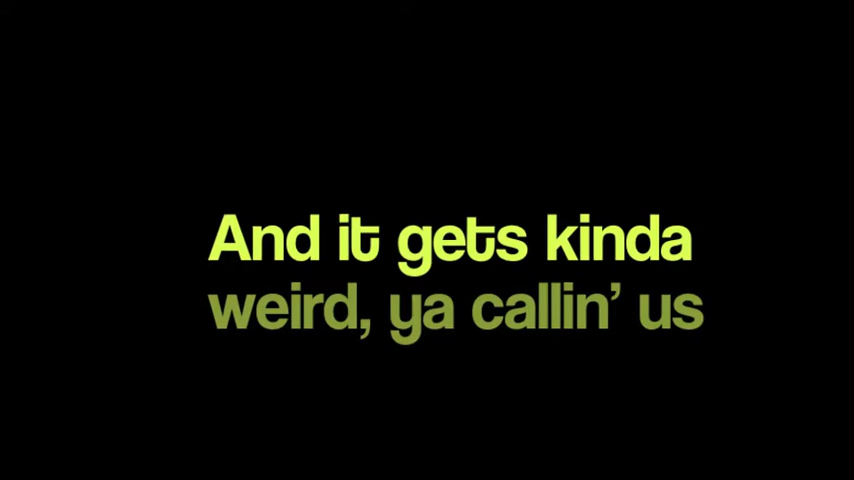 And it gets kinda
weird, ya callin’ us